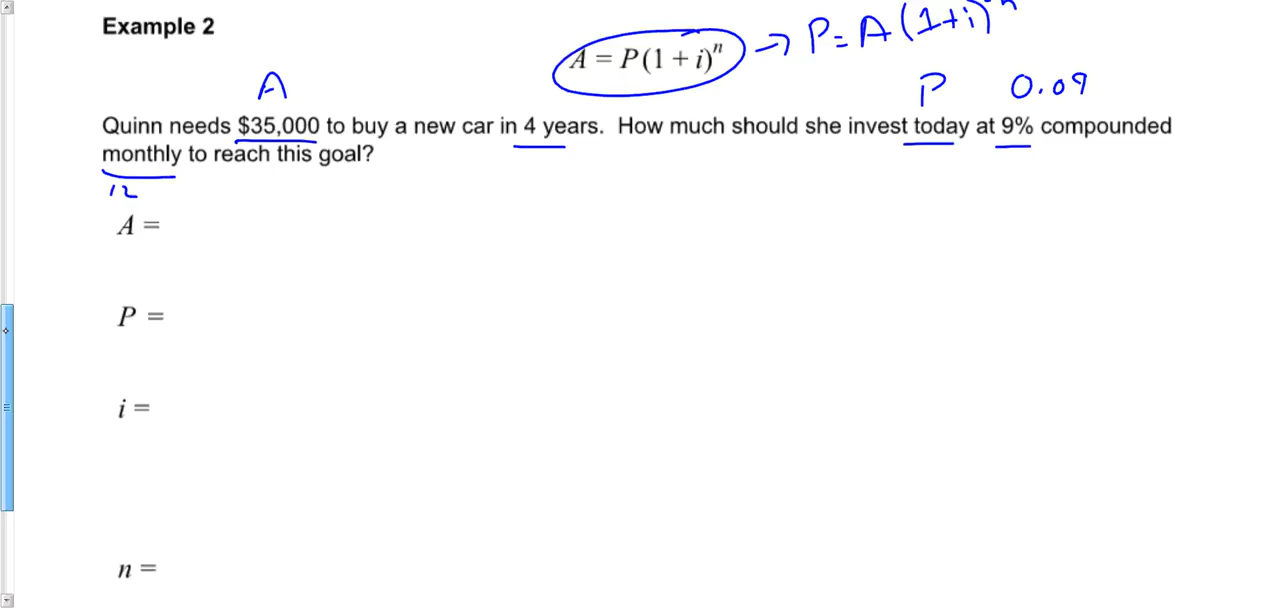 Example 2
A = P(1 + i)^n → P = A(1+i)^-n
A P 0.09
Quinn needs $35,000 to buy a new car in 4 years. How much should she invest today at 9% compounded
monthly to reach this goal?
12
A =
P =
i =
n =